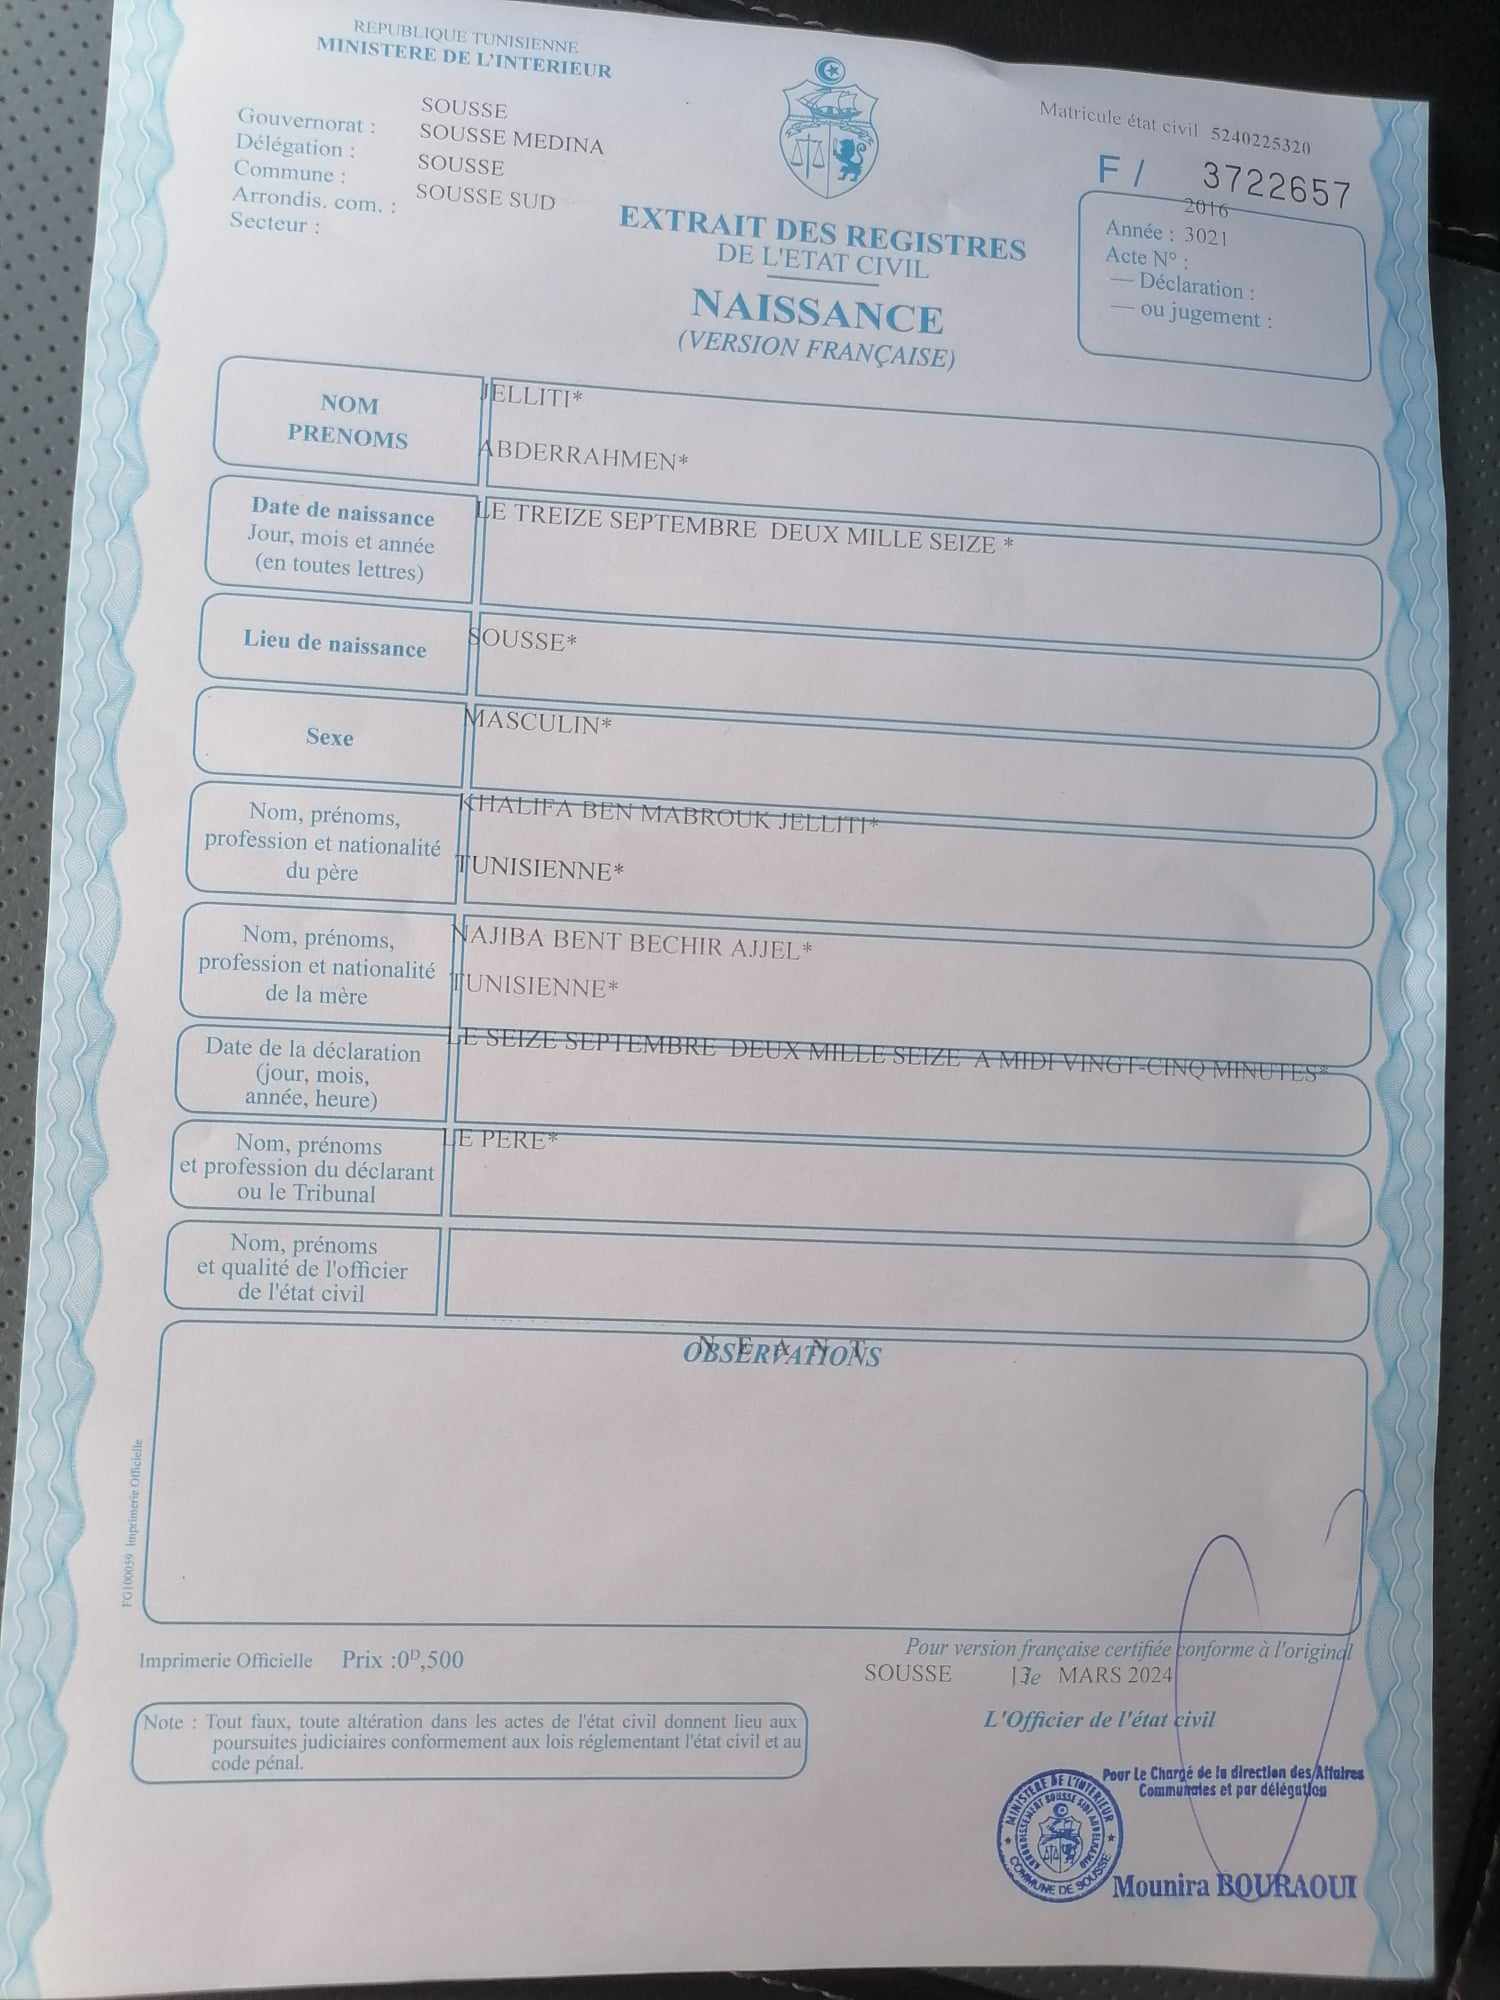 REPUBLIQUE TUNISIENNE
MINISTERE DE L'INTERIEUR
Gouvernorat : SOUSSE
Délégation : SOUSSE MEDINA
Commune : SOUSSE
Arrondis. com. : SOUSSE SUD
Secteur :
Matricule état civil 5240225320
F / 3722657
2016
Année : 3021
Acte N° :
— Déclaration :
— ou jugement :
EXTRAIT DES REGISTRES
DE L'ETAT CIVIL
NAISSANCE
(VERSION FRANÇAISE)
NOM JELLITI*
PRENOMS ABDERRAHMEN*
Date de naissance LE TREIZE SEPTEMBRE DEUX MILLE SEIZE *
Jour, mois et année
(en toutes lettres)
Lieu de naissance SOUSSE*
Sexe MASCULIN*
Nom, prénoms, KHALIFA BEN MABROUK JELLITI*
profession et nationalité
du père TUNISIENNE*
Nom, prénoms, NAJIBA BENT BECHIR AJJEL*
profession et nationalité
de la mère TUNISIENNE*
Date de la déclaration LE SEIZE SEPTEMBRE DEUX MILLE SEIZE A MIDI VINGT-CINQ MINUTES*
(jour, mois,
année, heure)
Nom, prénoms LE PERE*
et profession du déclarant
ou le Tribunal
Nom, prénoms
et qualité de l'officier
de l'état civil
N E A N T
OBSERVATIONS
FG100059 Imprimerie Officielle
Imprimerie Officielle Prix :0D,500
Pour version française certifiée conforme à l'original
SOUSSE 13e MARS 2024
L'Officier de l'état civil
Note : Tout faux, toute altération dans les actes de l'état civil donnent lieu aux
poursuites judiciaires conformement aux lois réglementant l'état civil et au
code pénal.
Pour Le Chargé de la direction des Affaires
Communales et par délégation
MINISTERE DE L'INTERIEUR
COMMUNE DE SOUSSE
Mounira BOURAOUI